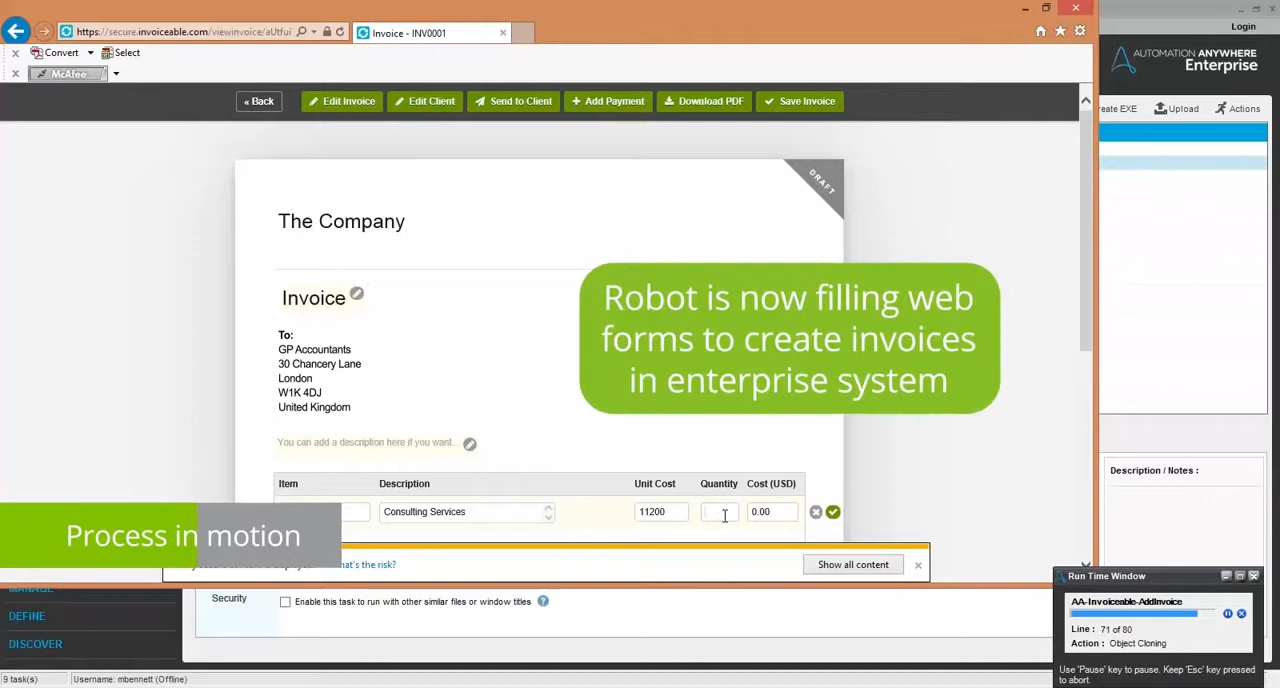 https://secure.invoiceable.com/viewinvoice/aUtfui
Invoice - INV0001
Login
Convert
Select
McAfee
AUTOMATION ANYWHERE
Enterprise
« Back
Edit Invoice
Edit Client
Send to Client
Add Payment
Download PDF
Save Invoice
reate EXE
Upload
Actions
DRAFT
The Company
Invoice
Robot is now filling web
forms to create invoices
in enterprise system
To:
GP Accountants
30 Chancery Lane
London
W1K 4DJ
United Kingdom
You can add a description here if you want...
Description / Notes :
Item Description Unit Cost Quantity Cost (USD)
Consulting Services 11200 0.00
Process in motion
hat's the risk?
Show all content
MANAGE
DEFINE
DISCOVER
Security
Enable this task to run with other similar files or window titles
Run Time Window
AA-Invoiceable-AddInvoice
Line : 71 of 80
Action : Object Cloning
Use 'Pause' key to pause. Keep 'Esc' key pressed
to abort.
9 task(s)
Username: mbennett (Offline)